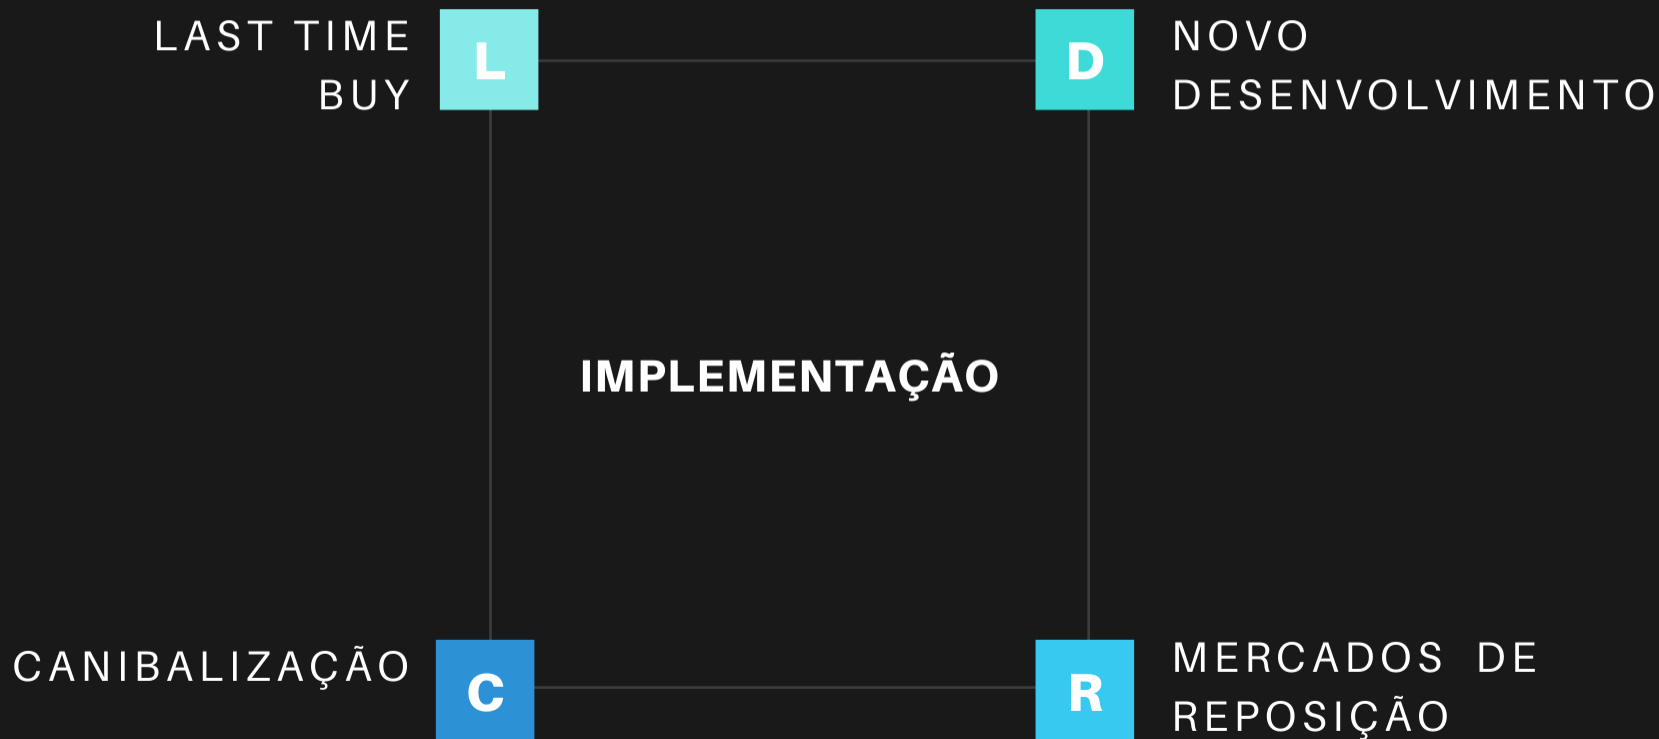 LAST TIME
BUY
L
D
NOVO
DESENVOLVIMENTO
IMPLEMENTAÇÃO
CANIBALIZAÇÃO
C
R
MERCADOS DE
REPOSIÇÃO